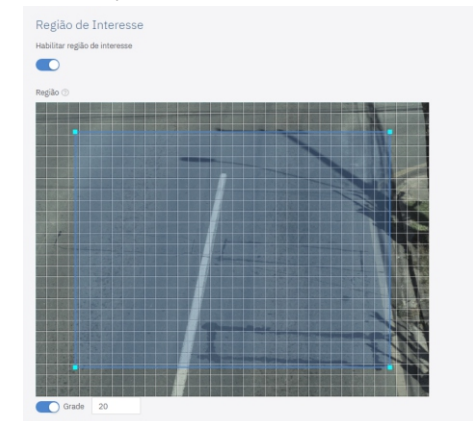 Região de Interesse
Habilitar região de interesse
Região
Grade 20